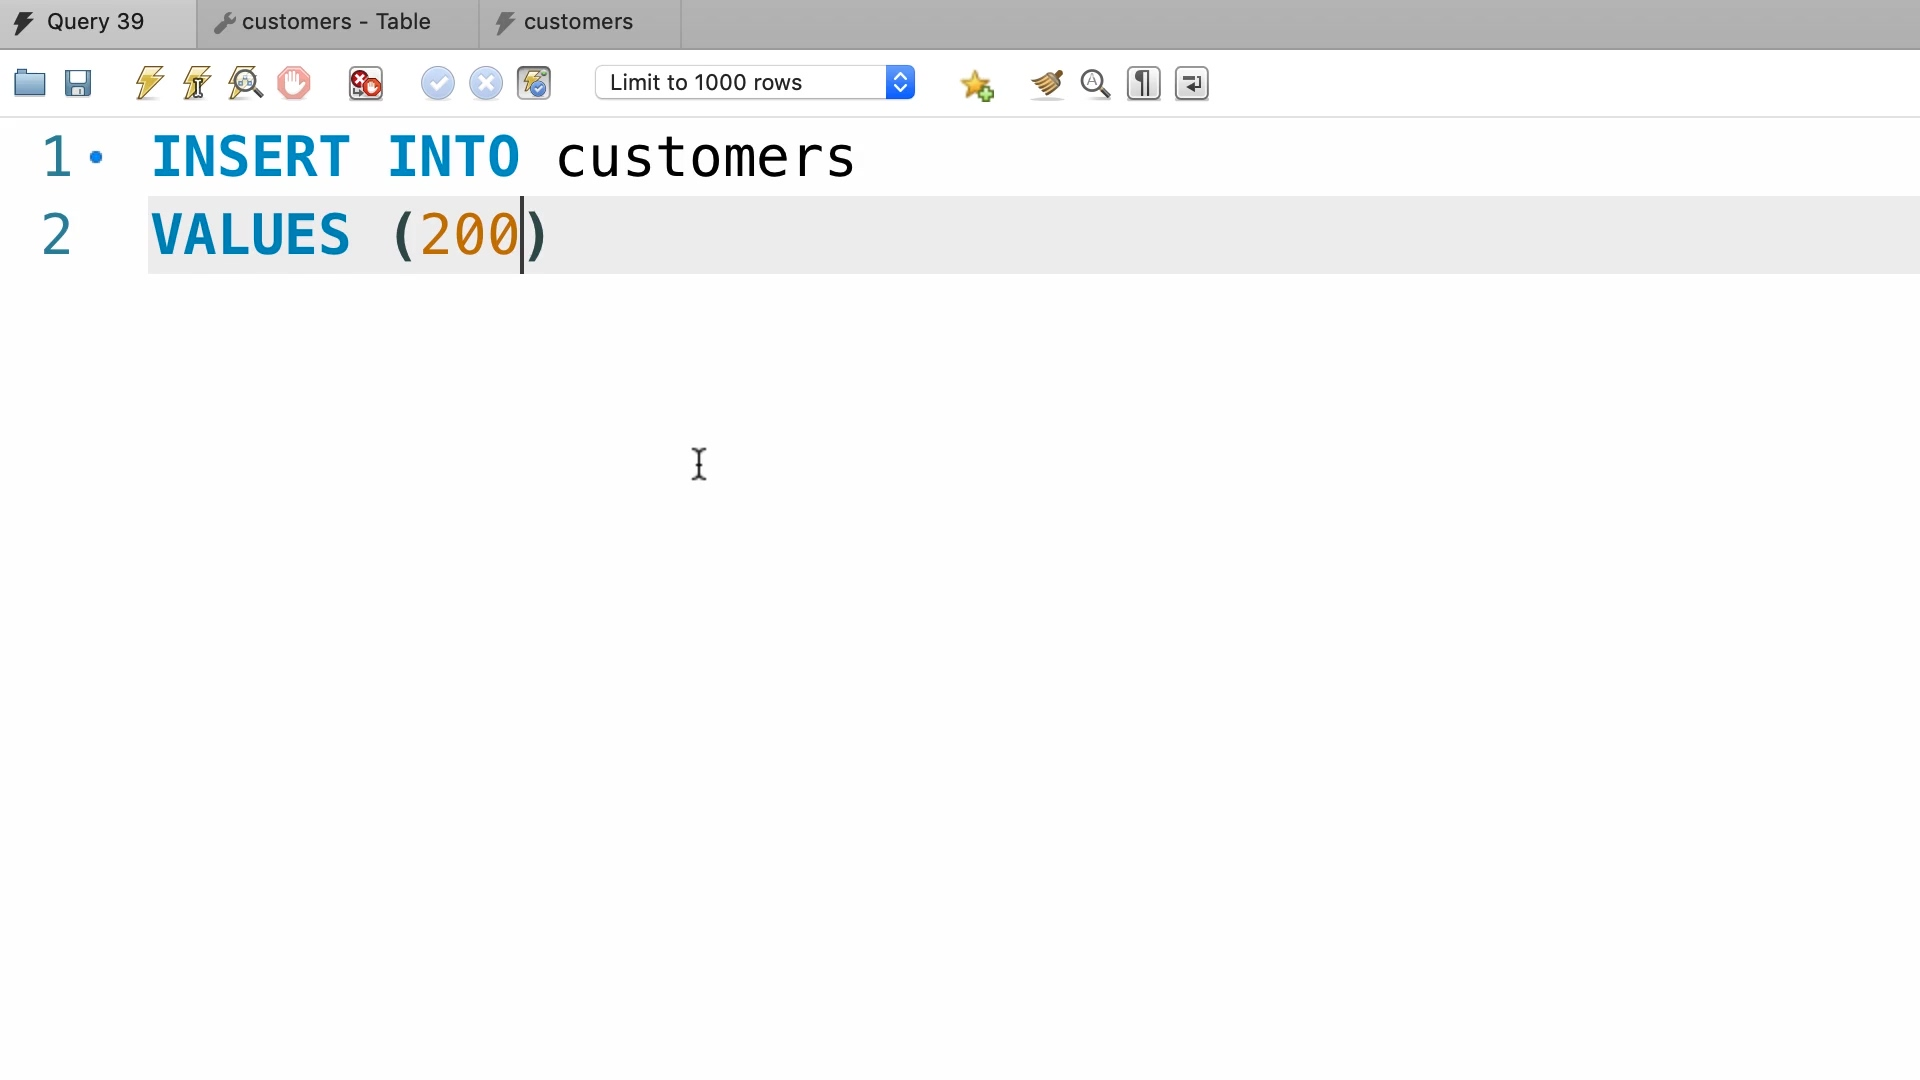 Query 39 customers - Table customers
Limit to 1000 rows
1 INSERT INTO customers
2 VALUES (200)